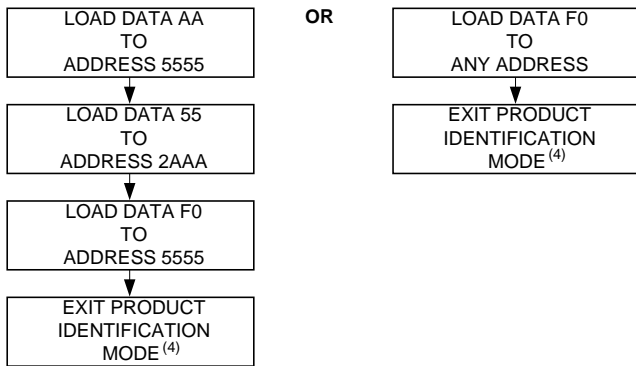 LOAD DATA AA
TO
ADDRESS 5555
LOAD DATA 55
TO
ADDRESS 2AAA
LOAD DATA F0
TO
ADDRESS 5555
EXIT PRODUCT
IDENTIFICATION
MODE(4)
OR
LOAD DATA F0
TO
ANY ADDRESS
EXIT PRODUCT
IDENTIFICATION
MODE(4)